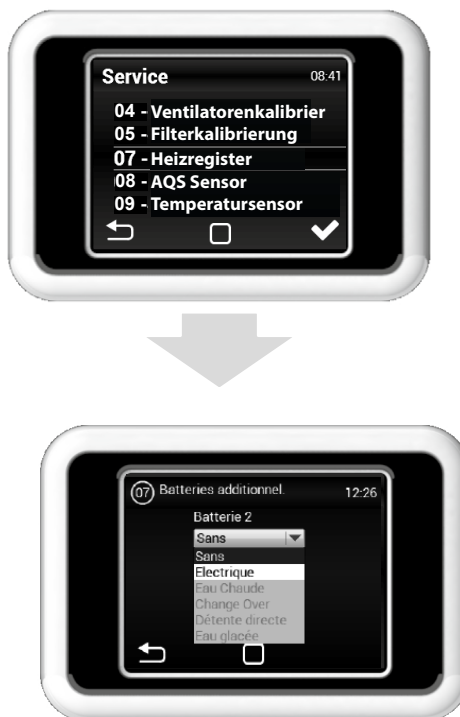 Service 08:41
04 - Ventilatorenkalibrier
05 - Filterkalibrierung
07 - Heizregister
08 - AQS Sensor
09 - Temperatursensor
07 Batteries additionnel. 12:26
Batterie 2
Sans
Sans
Electrique
Eau Chaude
Change Over
Détente directe
Eau glacée